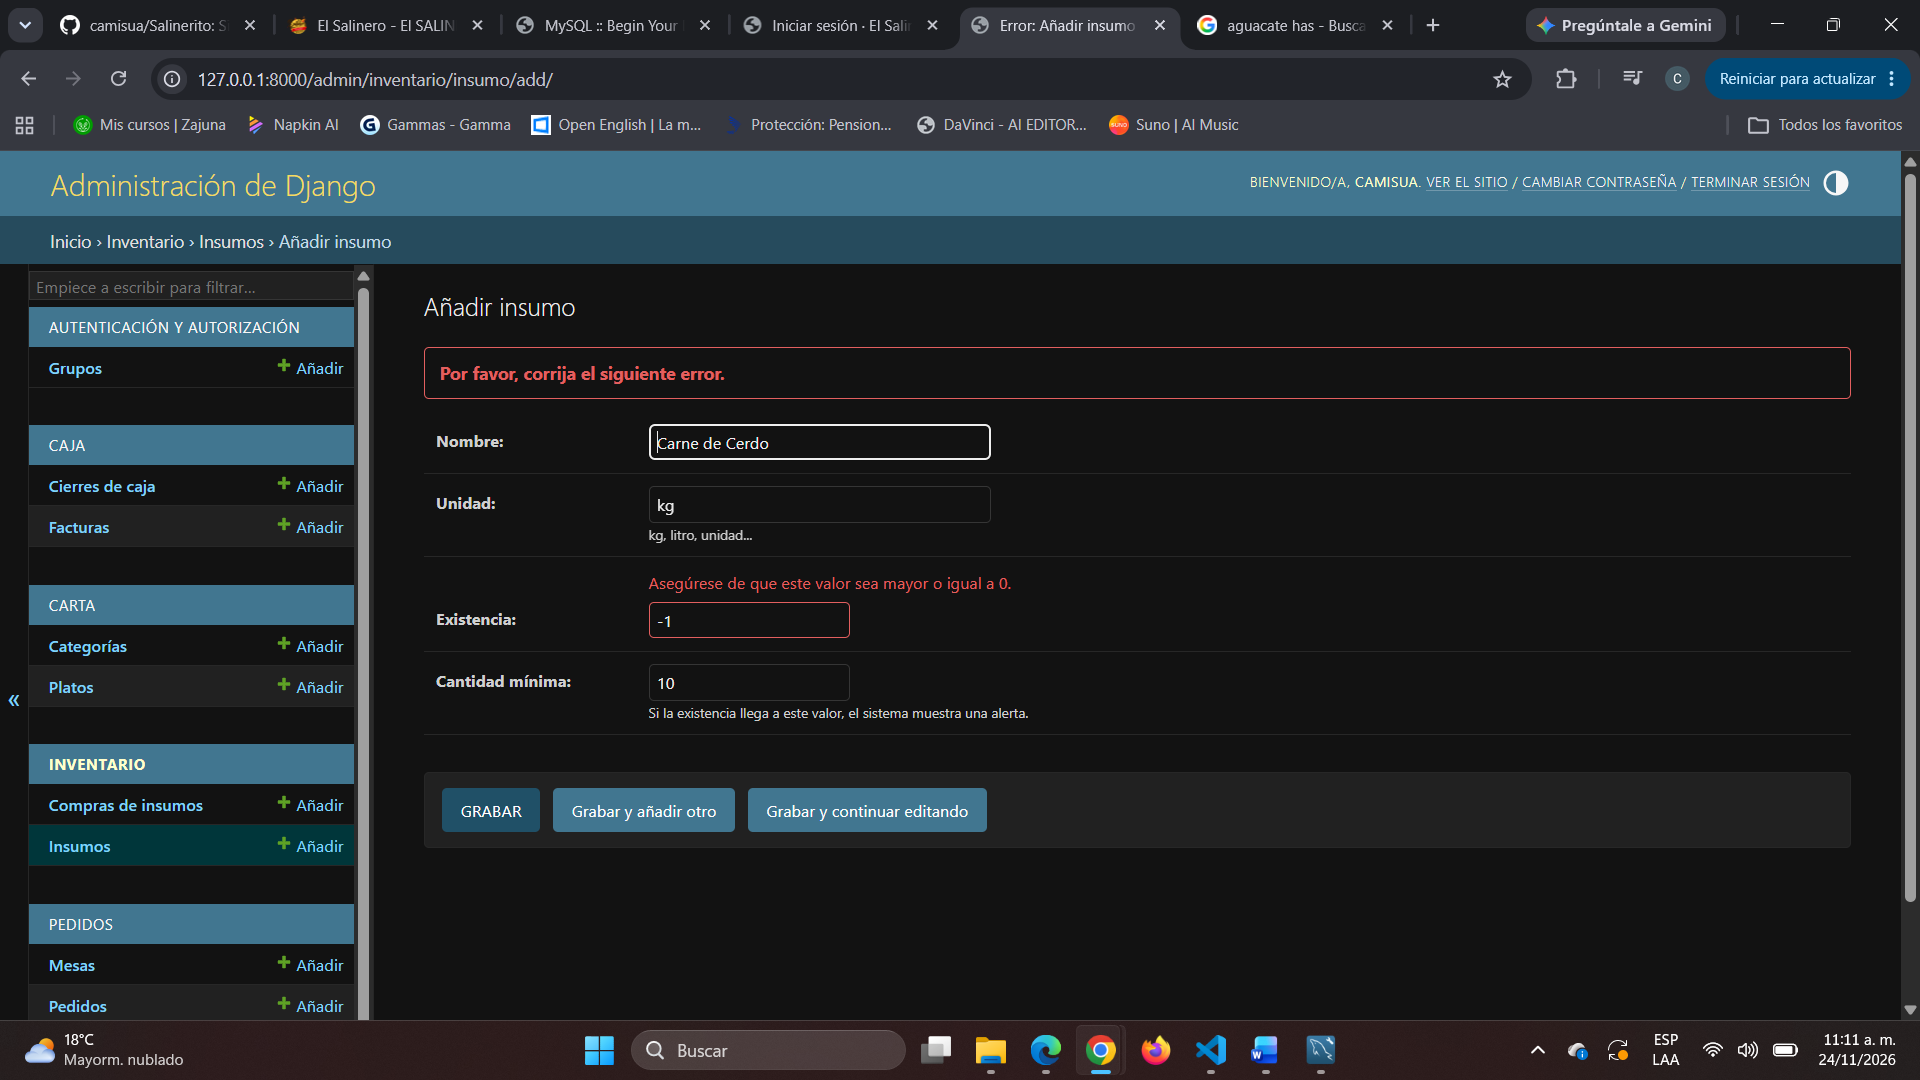 camisua/Salinerito: S
El Salinero - El SALIN
MySQL :: Begin Your
Iniciar sesión · El Sali
Error: Añadir insumo
aguacate has - Busca
Pregúntale a Gemini
127.0.0.1:8000/admin/inventario/insumo/add/
C
Reiniciar para actualizar
Mis cursos | Zajuna
Napkin AI
Gammas - Gamma
Open English | La m...
Protección: Pension...
DaVinci - AI EDITOR...
Suno | AI Music
Todos los favoritos
Administración de Django
BIENVENIDO/A, CAMISUA. VER EL SITIO / CAMBIAR CONTRASEÑA / TERMINAR SESIÓN
Inicio › Inventario › Insumos › Añadir insumo
Empiece a escribir para filtrar...
AUTENTICACIÓN Y AUTORIZACIÓN
Grupos + Añadir
CAJA
Cierres de caja + Añadir
Facturas + Añadir
CARTA
Categorías + Añadir
Platos + Añadir
«
INVENTARIO
Compras de insumos + Añadir
Insumos + Añadir
PEDIDOS
Mesas + Añadir
Pedidos + Añadir
Añadir insumo
Por favor, corrija el siguiente error.
Nombre: Carne de Cerdo
Unidad: kg
kg, litro, unidad...
Asegúrese de que este valor sea mayor o igual a 0.
Existencia: -1
Cantidad mínima: 10
Si la existencia llega a este valor, el sistema muestra una alerta.
GRABAR
Grabar y añadir otro
Grabar y continuar editando
18°C
Mayorm. nublado
Buscar
ESP
LAA
11:11 a. m.
24/11/2026